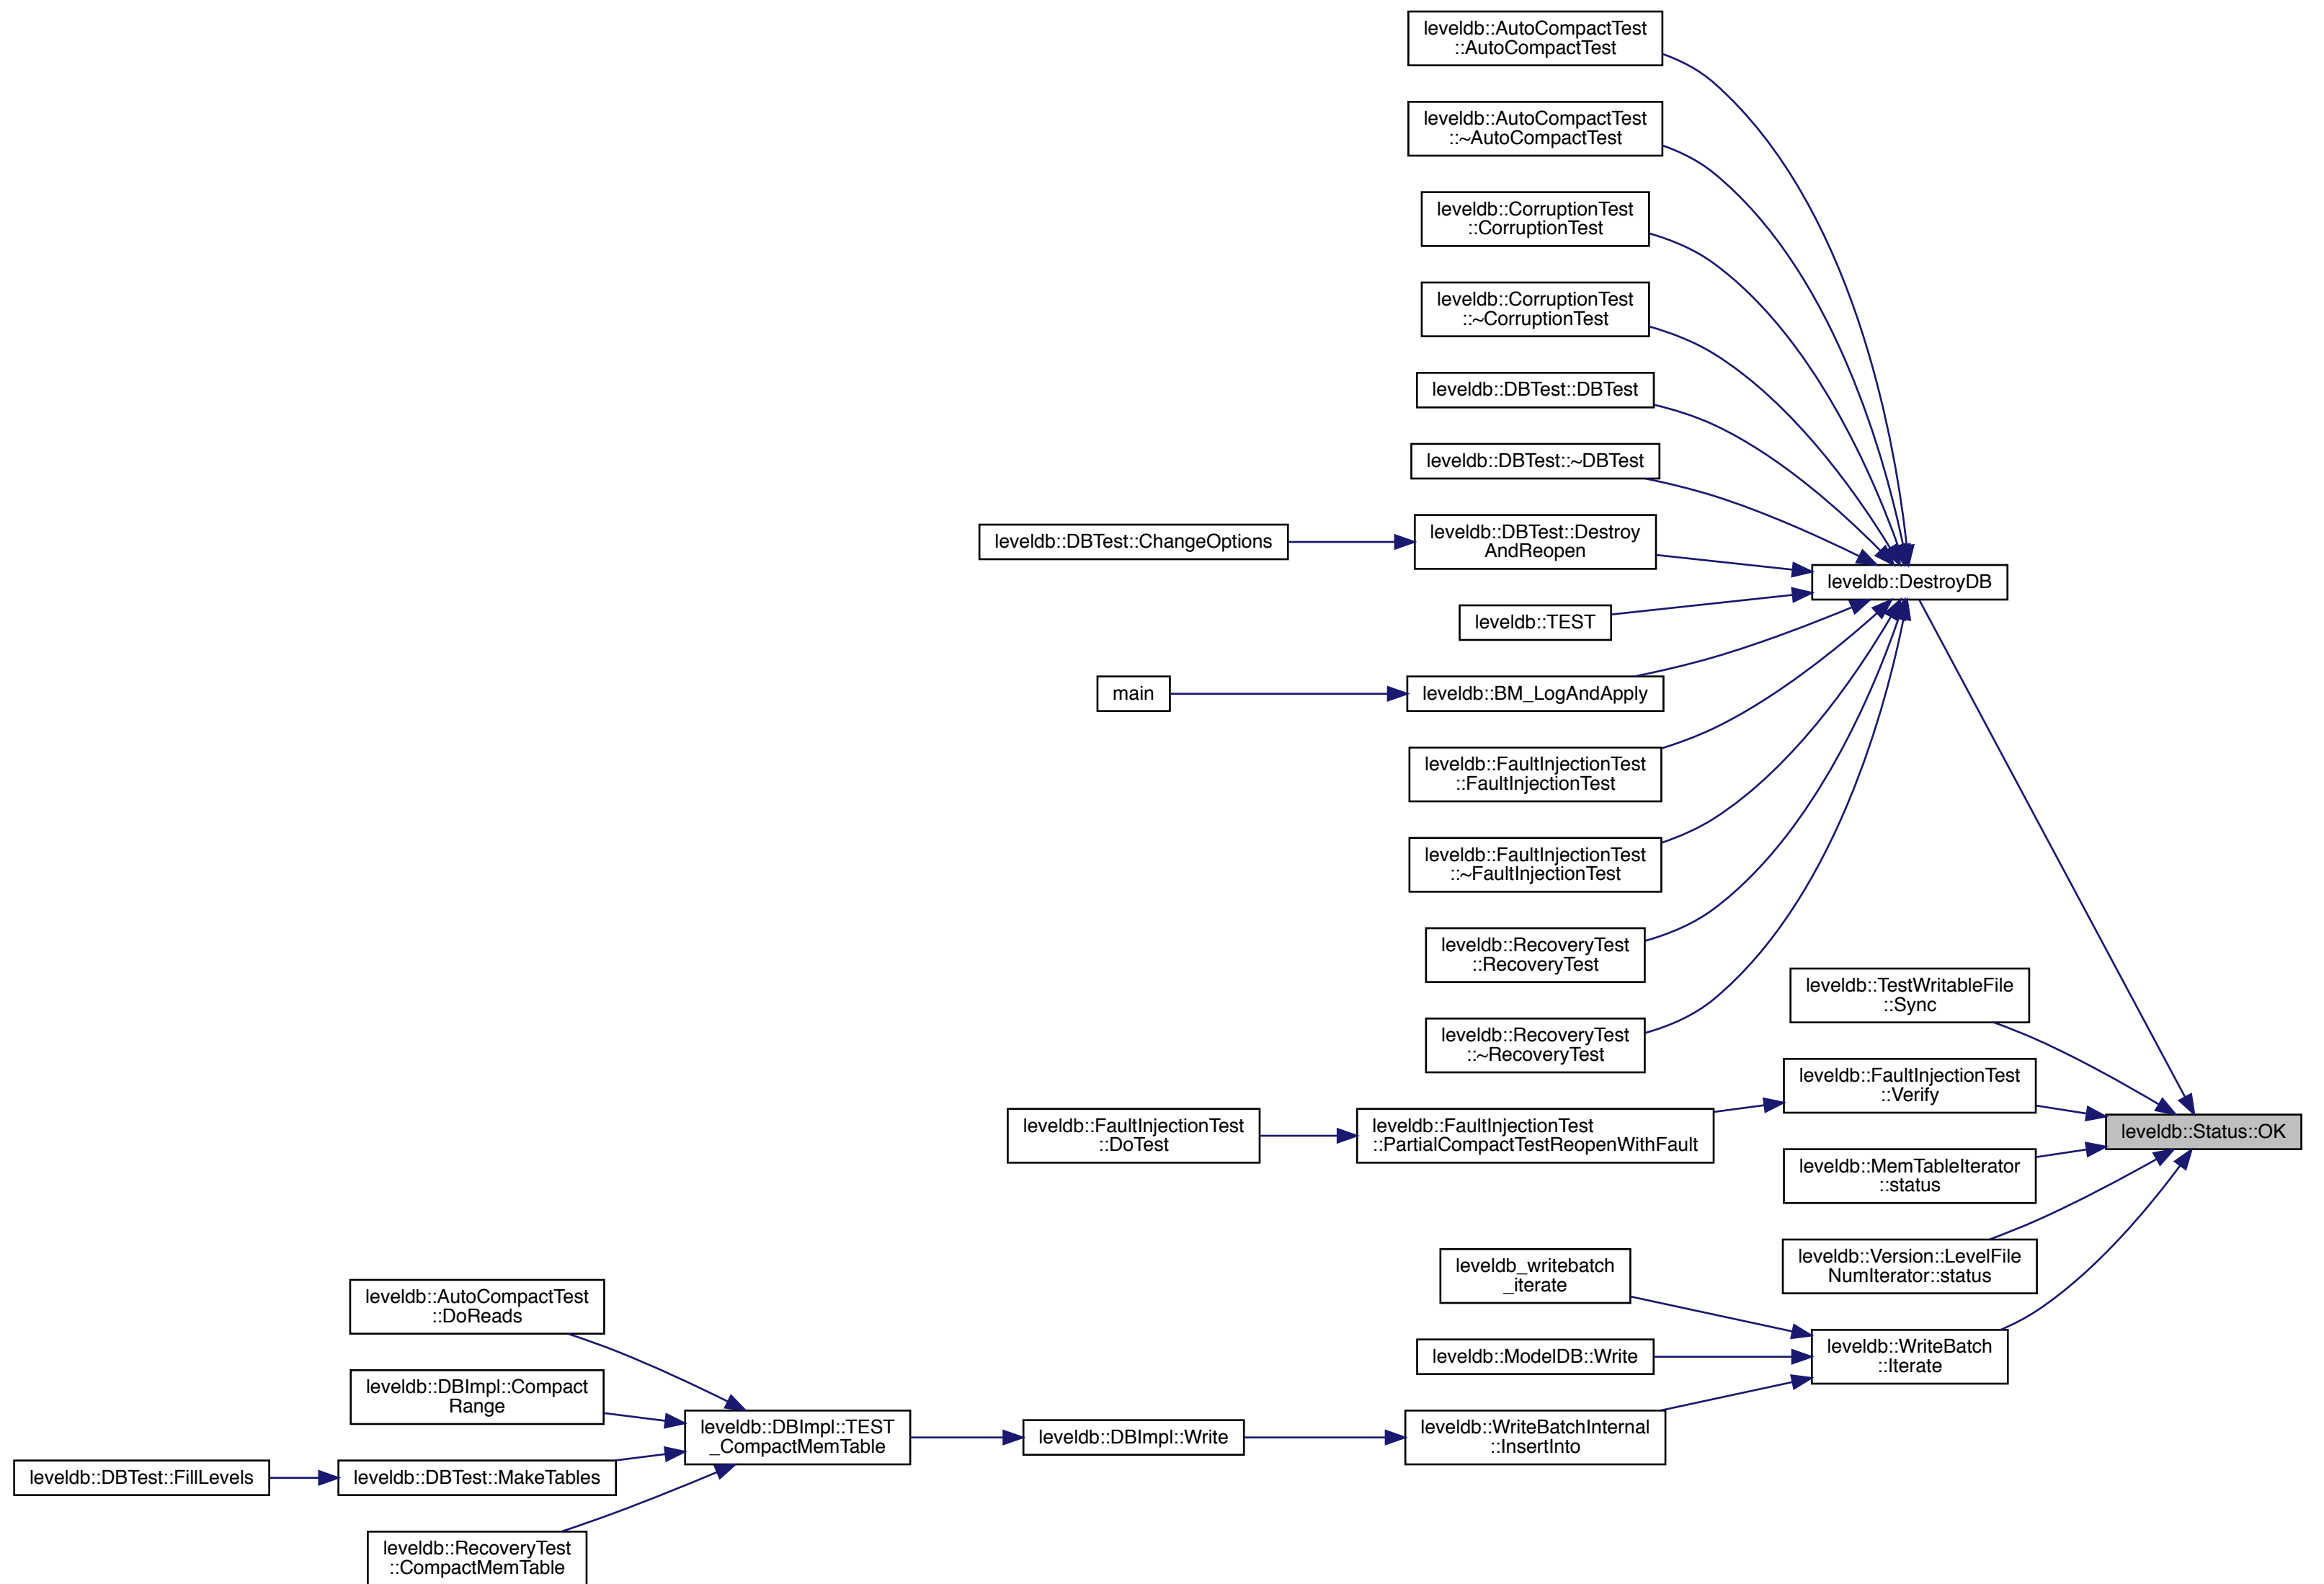 leveldb::AutoCompactTest
::AutoCompactTest
leveldb::AutoCompactTest
::~AutoCompactTest
leveldb::CorruptionTest
::CorruptionTest
leveldb::CorruptionTest
::~CorruptionTest
leveldb::DBTest::DBTest
leveldb::DBTest::~DBTest
leveldb::DBTest::ChangeOptions
leveldb::DBTest::Destroy
AndReopen
leveldb::DestroyDB
leveldb::TEST
main
leveldb::BM_LogAndApply
leveldb::FaultInjectionTest
::FaultInjectionTest
leveldb::FaultInjectionTest
::~FaultInjectionTest
leveldb::RecoveryTest
::RecoveryTest
leveldb::TestWritableFile
::Sync
leveldb::RecoveryTest
::~RecoveryTest
leveldb::FaultInjectionTest
::Verify
leveldb::FaultInjectionTest
::DoTest
leveldb::FaultInjectionTest
::PartialCompactTestReopenWithFault
leveldb::Status::OK
leveldb::MemTableIterator
::status
leveldb::Version::LevelFile
NumIterator::status
leveldb_writebatch
_iterate
leveldb::AutoCompactTest
::DoReads
leveldb::ModelDB::Write
leveldb::WriteBatch
::Iterate
leveldb::DBImpl::Compact
Range
leveldb::DBImpl::TEST
_CompactMemTable
leveldb::DBImpl::Write
leveldb::WriteBatchInternal
::InsertInto
leveldb::DBTest::FillLevels
leveldb::DBTest::MakeTables
leveldb::RecoveryTest
::CompactMemTable